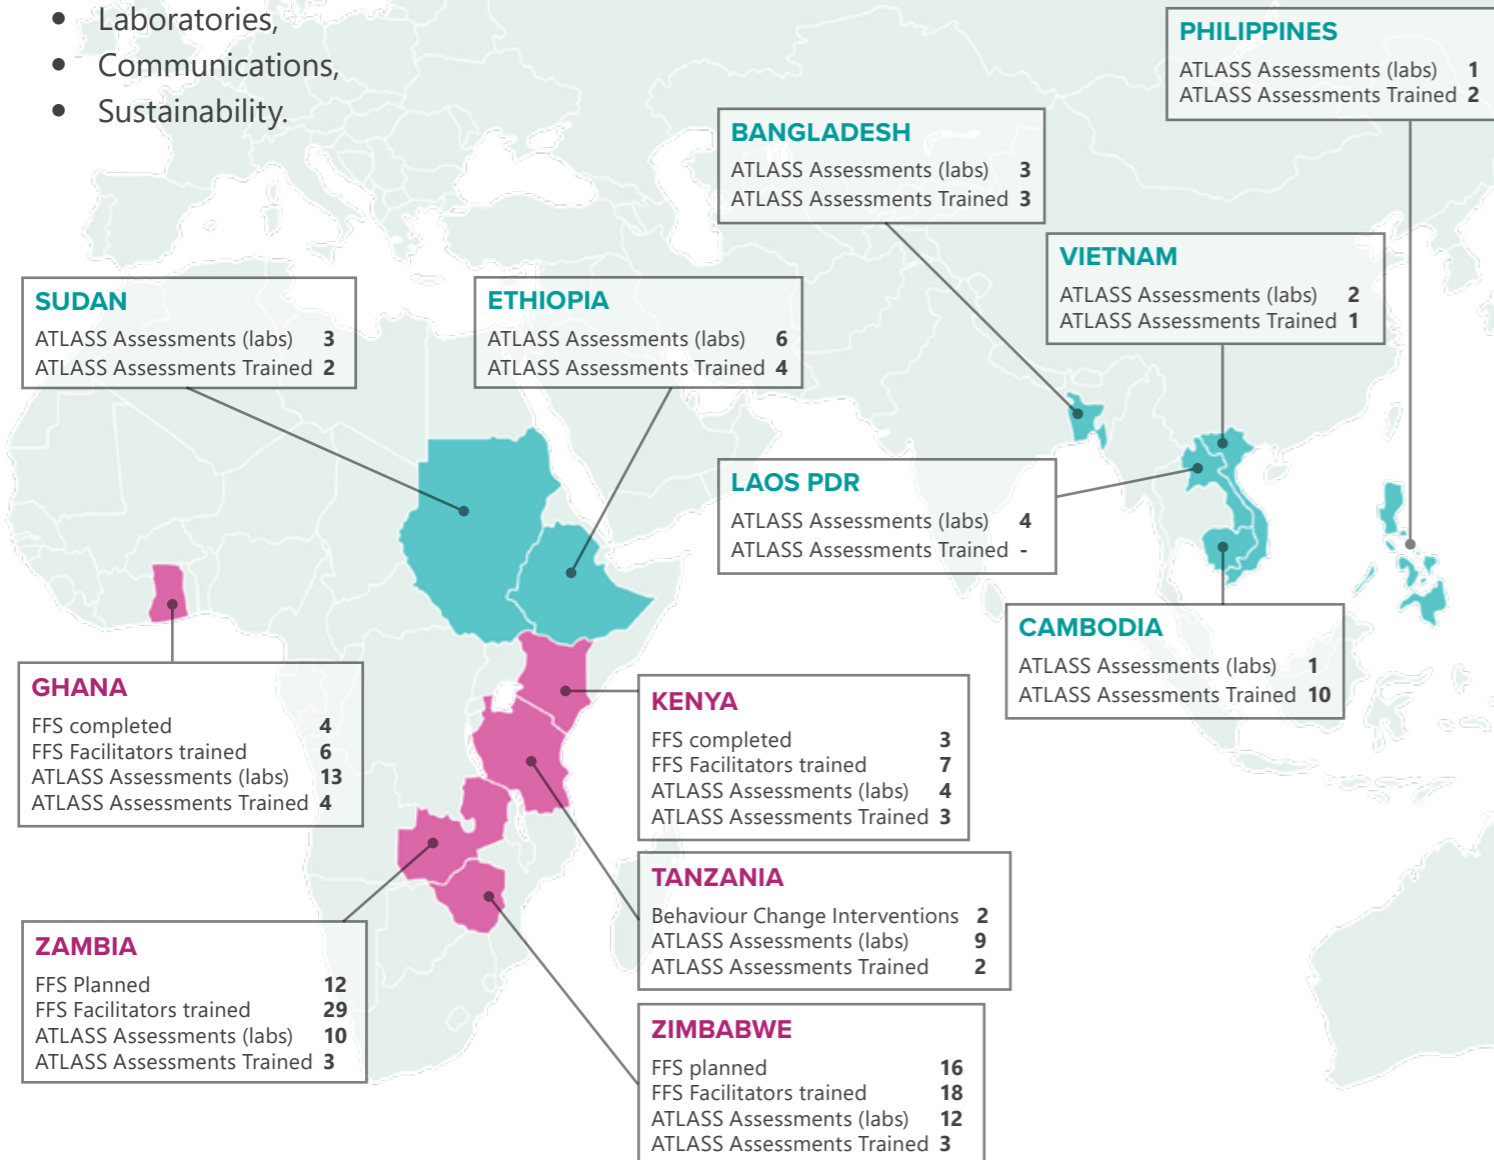 • Laboratories,
• Communications,
• Sustainability.
PHILIPPINES
ATLASS Assessments (labs) 1
ATLASS Assessments Trained 2
BANGLADESH
ATLASS Assessments (labs) 3
ATLASS Assessments Trained 3
VIETNAM
ATLASS Assessments (labs) 2
ATLASS Assessments Trained 1
SUDAN
ATLASS Assessments (labs) 3
ATLASS Assessments Trained 2
ETHIOPIA
ATLASS Assessments (labs) 6
ATLASS Assessments Trained 4
LAOS PDR
ATLASS Assessments (labs) 4
ATLASS Assessments Trained -
CAMBODIA
ATLASS Assessments (labs) 1
ATLASS Assessments Trained 10
GHANA
FFS completed 4
FFS Facilitators trained 6
ATLASS Assessments (labs) 13
ATLASS Assessments Trained 4
KENYA
FFS completed 3
FFS Facilitators trained 7
ATLASS Assessments (labs) 4
ATLASS Assessments Trained 3
TANZANIA
Behaviour Change Interventions 2
ATLASS Assessments (labs) 9
ATLASS Assessments Trained 2
ZAMBIA
FFS Planned 12
FFS Facilitators trained 29
ATLASS Assessments (labs) 10
ATLASS Assessments Trained 3
ZIMBABWE
FFS planned 16
FFS Facilitators trained 18
ATLASS Assessments (labs) 12
ATLASS Assessments Trained 3